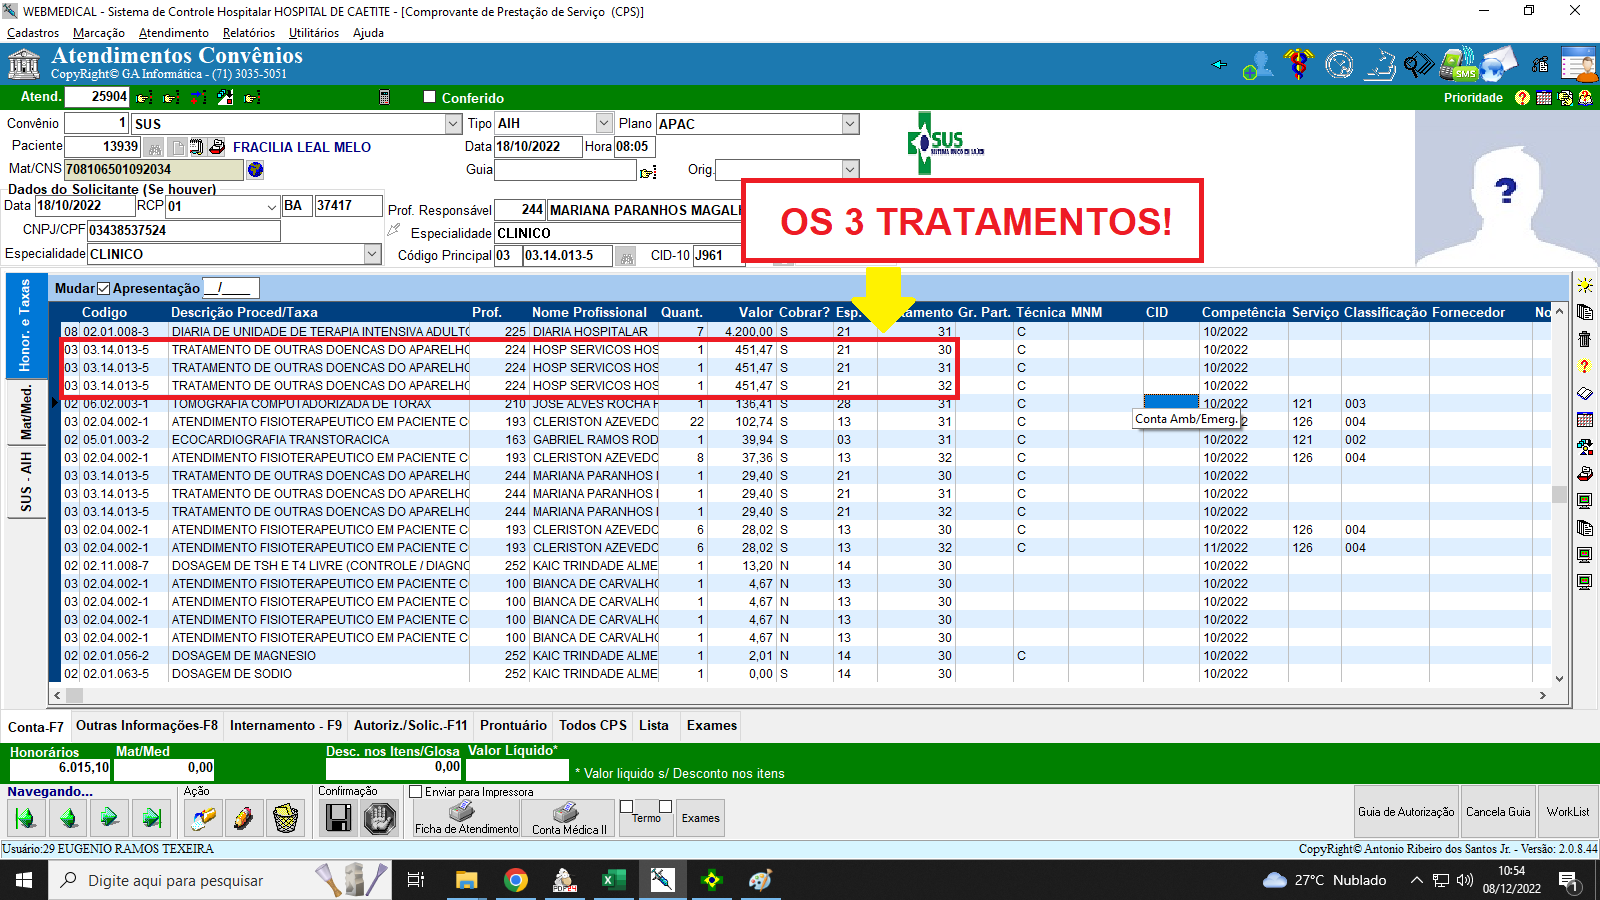 WEBMEDICAL - Sistema de Controle Hospitalar HOSPITAL DE CAETITE - [Comprovante de Prestação de Serviço (CPS)]
Cadastros Marcação Atendimento Relatórios Utilitários Ajuda
Atendimentos Convênios
CopyRight© GA Informática - (71) 3035-5051
SMS
Atend. 25904 Conferido Prioridade
Convênio 1 SUS Tipo AIH Plano APAC
Paciente 13939 FRACILIA LEAL MELO Data 18/10/2022 Hora 08:05
SUS
Mat/CNS 708106501092034 Guia Orig.
Dados do Solicitante (Se houver)
Data 18/10/2022 RCP 01 BA 37417 Prof. Responsável 244 MARIANA PARANHOS MAGALH
CNPJ/CPF 03438537524 Especialidade CLINICO
Especialidade CLINICO Código Principal 03 03.14.013-5 CID-10 J961
OS 3 TRATAMENTOS!
?
Honor. e Taxas
Mat/Med.
SUS - AIH
Mudar Apresentação __/____
Codigo Descrição Proced/Taxa Prof. Nome Profissional Quant. Valor Cobrar? Esp. amento Gr. Part. Técnica MNM CID Competência Serviço Classificação Fornecedor No
08 02.01.008-3 DIARIA DE UNIDADE DE TERAPIA INTENSIVA ADULTO 225 DIARIA HOSPITALAR 7 4.200,00 S 21 31 C 10/2022
03 03.14.013-5 TRATAMENTO DE OUTRAS DOENCAS DO APARELHO 224 HOSP SERVICOS HOS 1 451,47 S 21 30 C 10/2022
03 03.14.013-5 TRATAMENTO DE OUTRAS DOENCAS DO APARELHO 224 HOSP SERVICOS HOS 1 451,47 S 21 31 C 10/2022
03 03.14.013-5 TRATAMENTO DE OUTRAS DOENCAS DO APARELHO 224 HOSP SERVICOS HOS 1 451,47 S 21 32 C 10/2022
02 06.02.003-1 TOMOGRAFIA COMPUTADORIZADA DE TORAX 210 JOSE ALVES ROCHA F 1 136,41 S 28 31 C 10/2022 121 003
03 02.04.002-1 ATENDIMENTO FISIOTERAPEUTICO EM PACIENTE C 193 CLERISTON AZEVEDO 22 102,74 S 13 31 C 2 126 004
Conta Amb/Emerg.
02 05.01.003-2 ECOCARDIOGRAFIA TRANSTORACICA 163 GABRIEL RAMOS ROD 1 39,94 S 03 31 C 10/2022 121 002
03 02.04.002-1 ATENDIMENTO FISIOTERAPEUTICO EM PACIENTE C 193 CLERISTON AZEVEDO 8 37,36 S 13 32 C 10/2022 126 004
03 03.14.013-5 TRATAMENTO DE OUTRAS DOENCAS DO APARELHO 244 MARIANA PARANHOS 1 29,40 S 21 30 C 10/2022
03 03.14.013-5 TRATAMENTO DE OUTRAS DOENCAS DO APARELHO 244 MARIANA PARANHOS 1 29,40 S 21 31 C 10/2022
03 03.14.013-5 TRATAMENTO DE OUTRAS DOENCAS DO APARELHO 244 MARIANA PARANHOS 1 29,40 S 21 32 C 10/2022
03 02.04.002-1 ATENDIMENTO FISIOTERAPEUTICO EM PACIENTE C 193 CLERISTON AZEVEDO 6 28,02 S 13 30 C 10/2022 126 004
03 02.04.002-1 ATENDIMENTO FISIOTERAPEUTICO EM PACIENTE C 193 CLERISTON AZEVEDO 6 28,02 S 13 32 C 11/2022 126 004
02 02.11.008-7 DOSAGEM DE TSH E T4 LIVRE (CONTROLE / DIAGNO 252 KAIC TRINDADE ALME 1 13,20 N 14 30 10/2022
03 02.04.002-1 ATENDIMENTO FISIOTERAPEUTICO EM PACIENTE C 100 BIANCA DE CARVALHO 1 4,67 N 13 30 10/2022
03 02.04.002-1 ATENDIMENTO FISIOTERAPEUTICO EM PACIENTE C 100 BIANCA DE CARVALHO 1 4,67 N 13 30 10/2022
03 02.04.002-1 ATENDIMENTO FISIOTERAPEUTICO EM PACIENTE C 100 BIANCA DE CARVALHO 1 4,67 N 13 30 10/2022
03 02.04.002-1 ATENDIMENTO FISIOTERAPEUTICO EM PACIENTE C 100 BIANCA DE CARVALHO 1 4,67 N 13 30 10/2022
02 02.01.056-2 DOSAGEM DE MAGNESIO 252 KAIC TRINDADE ALME 1 2,01 N 14 30 C 10/2022
02 02.01.063-5 DOSAGEM DE SODIO 252 KAIC TRINDADE ALME 1 0,00 S 14 30 10/2022
Conta-F7 Outras Informações-F8 Internamento - F9 Autoriz./Solic.-F11 Prontuário Todos CPS Lista Exames
Honorários Mat/Med Desc. nos Itens/Glosa Valor Líquido*
6.015,10 0,00 0,00 * Valor liquido s/ Desconto nos itens
Navegando... Ação Confirmação Enviar para Impressora
Ficha de Atendimento Conta Médica II Termo Exames Guia de Autorização Cancela Guia WorkList
Usuário:29 EUGENIO RAMOS TEXEIRA CopyRight© Antonio Ribeiro dos Santos Jr. - Versão: 2.0.8.44
Digite aqui para pesquisar 27°C Nublado 10:54
08/12/2022 1